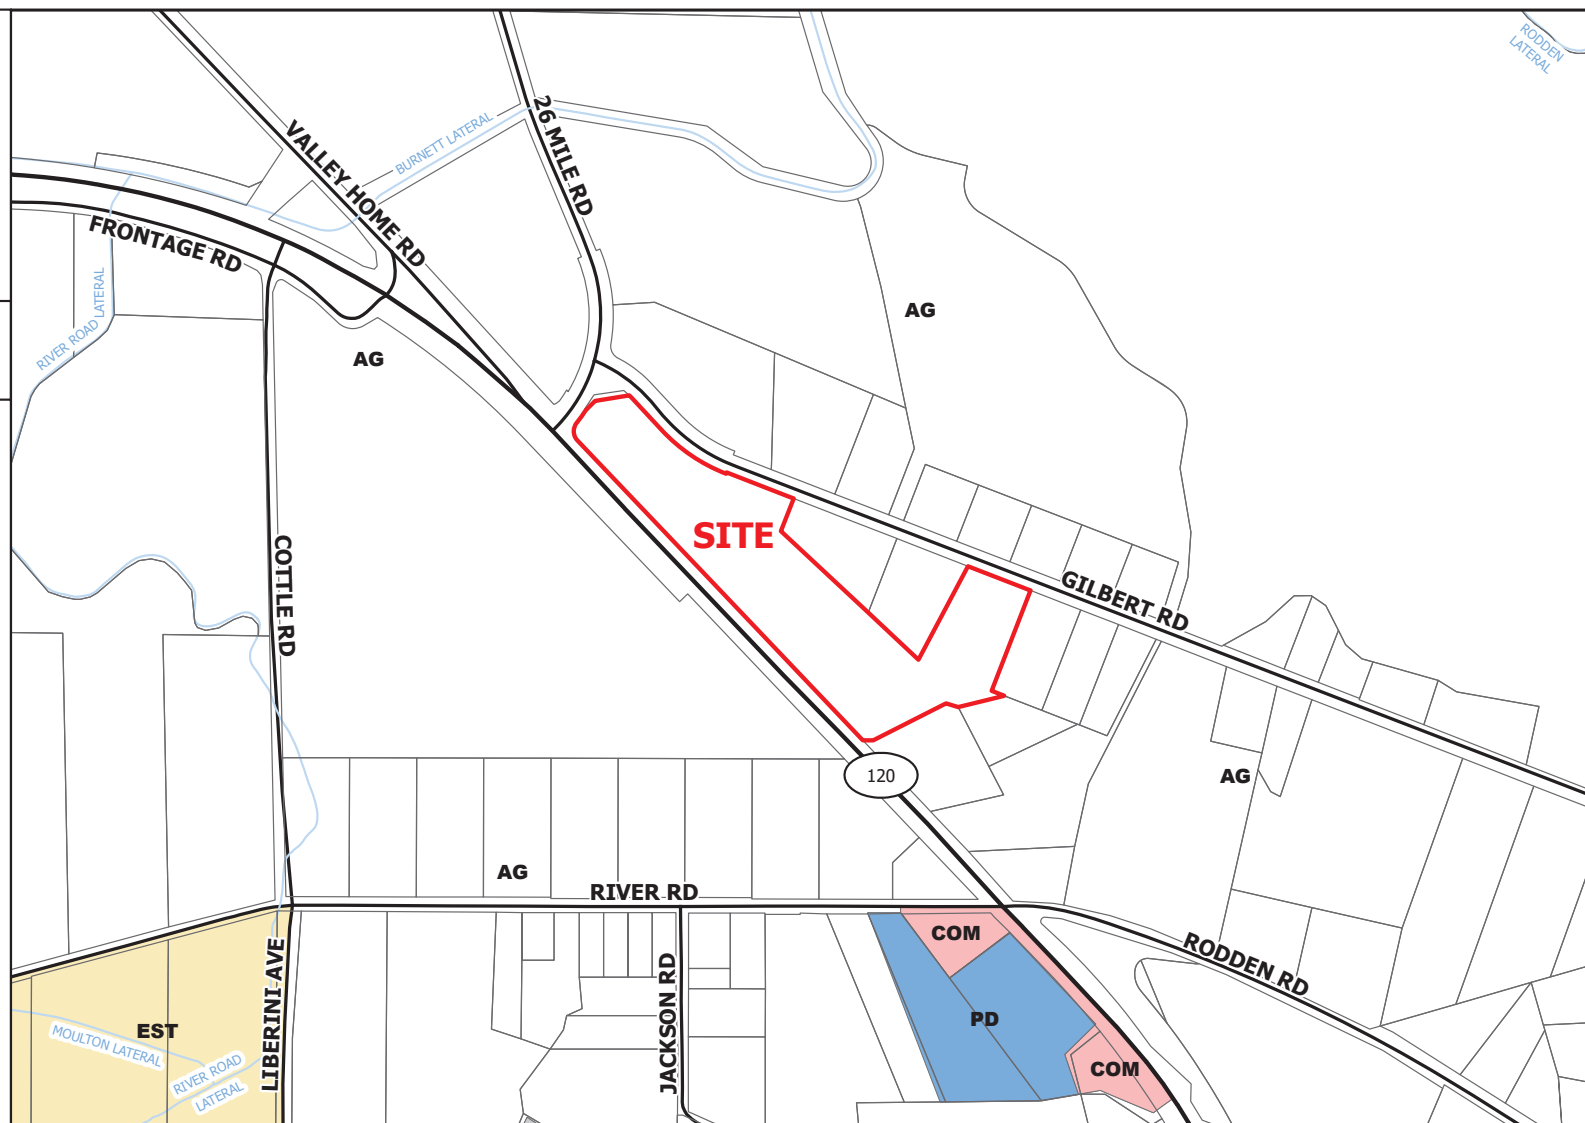 RODDEN
LATERAL
26 MILE RD
VALLEY HOME RD
BURNETT LATERAL
FRONTAGE RD
RIVER ROAD LATERAL
AG
AG
SITE
COTTLE RD
GILBERT RD
120
AG
AG
RIVER RD
COM
RODDEN RD
LIBERINI AVE
JACKSON RD
PD
EST
MOULTON LATERAL
RIVER ROAD
LATERAL
COM